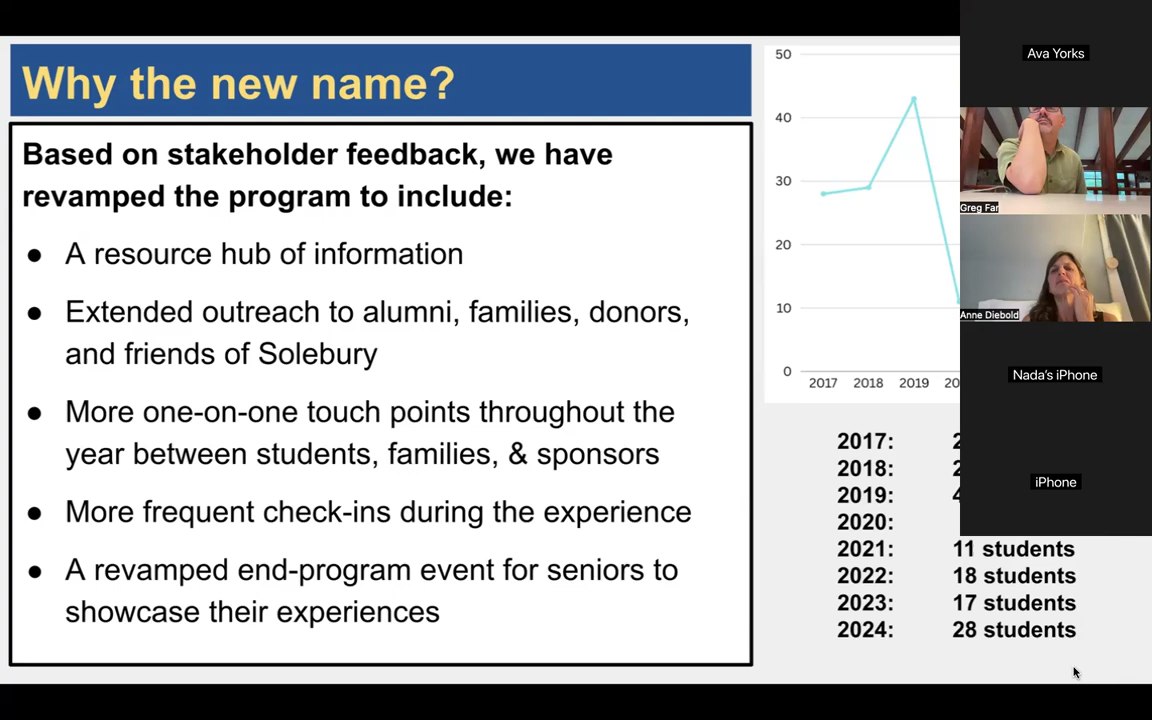 Why the new name?
Based on stakeholder feedback, we have
revamped the program to include:
● A resource hub of information
● Extended outreach to alumni, families, donors,
and friends of Solebury
● More one-on-one touch points throughout the
year between students, families, & sponsors
● More frequent check-ins during the experience
● A revamped end-program event for seniors to
showcase their experiences
50
40
30
20
10
0
2017 2018 2019
2017:
2018:
2019:
2020:
2021: 11 students
2022: 18 students
2023: 17 students
2024: 28 students
Ava Yorks
Greg Far
Anne Diebold
Nada's iPhone
iPhone